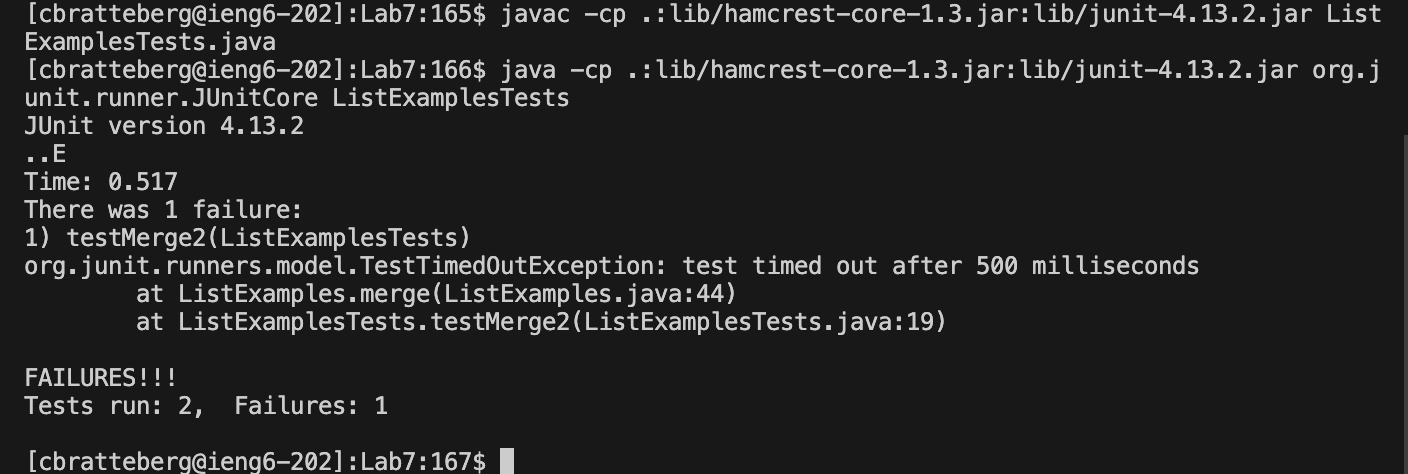 [cbratteberg@ieng6-202]:Lab7:165$ javac -cp .:lib/hamcrest-core-1.3.jar:lib/junit-4.13.2.jar List
ExamplesTests.java
[cbratteberg@ieng6-202]:Lab7:166$ java -cp .:lib/hamcrest-core-1.3.jar:lib/junit-4.13.2.jar org.j
unit.runner.JUnitCore ListExamplesTests
JUnit version 4.13.2
..E
Time: 0.517
There was 1 failure:
1) testMerge2(ListExamplesTests)
org.junit.runners.model.TestTimedOutException: test timed out after 500 milliseconds
        at ListExamples.merge(ListExamples.java:44)
        at ListExamplesTests.testMerge2(ListExamplesTests.java:19)

FAILURES!!!
Tests run: 2,  Failures: 1

[cbratteberg@ieng6-202]:Lab7:167$